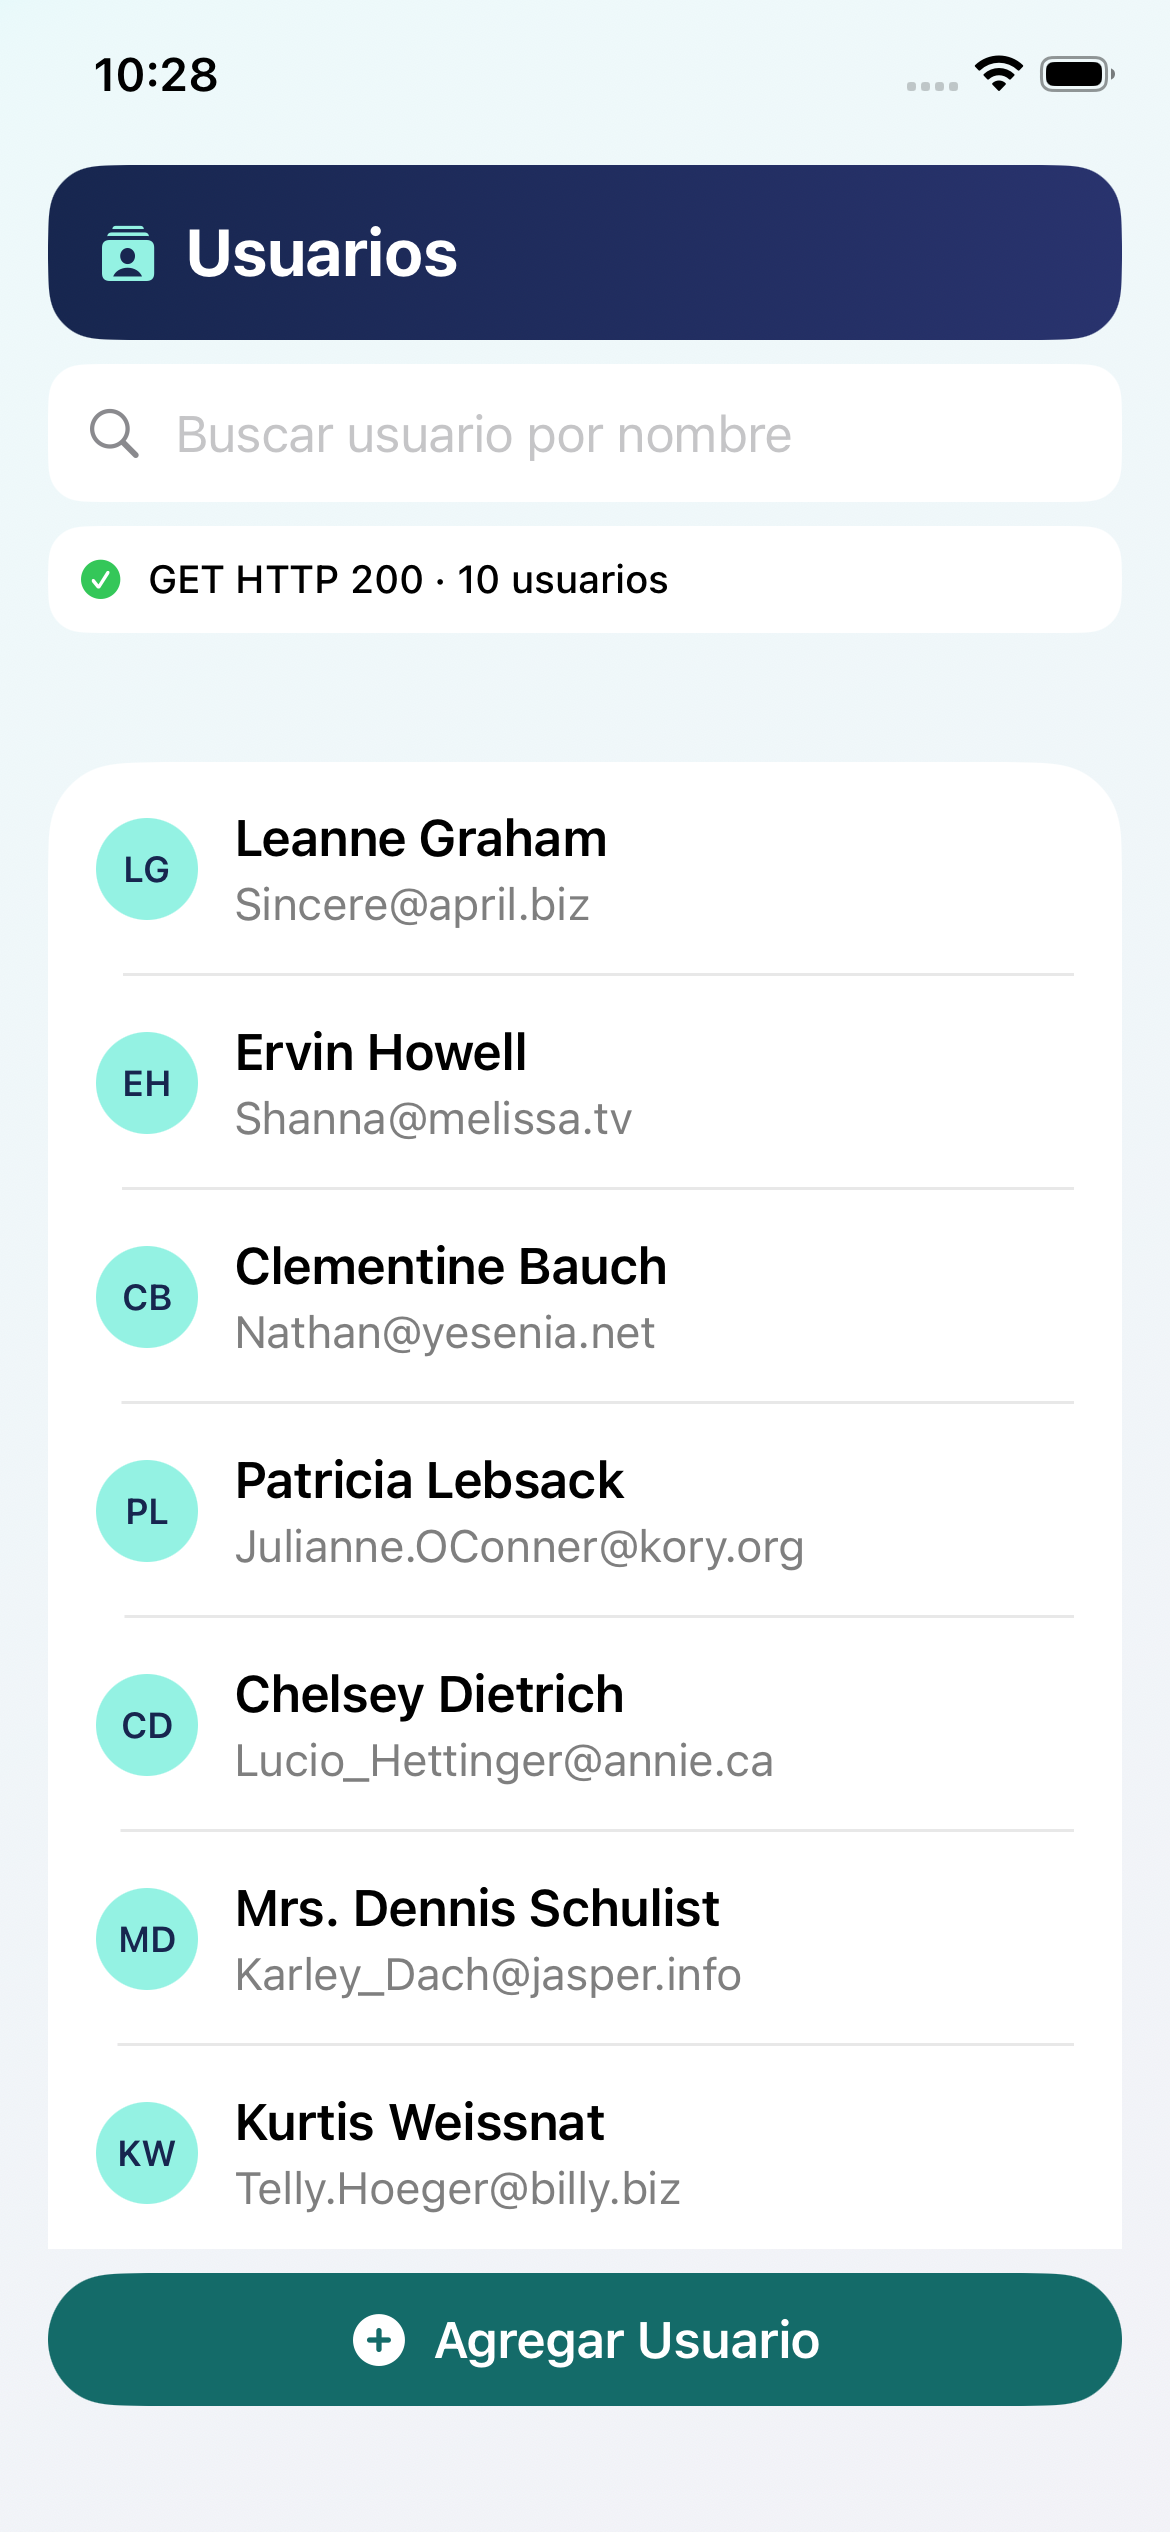 10:28
Usuarios
Buscar usuario por nombre
GET HTTP 200 · 10 usuarios
LG
Leanne Graham
Sincere@april.biz
EH
Ervin Howell
Shanna@melissa.tv
CB
Clementine Bauch
Nathan@yesenia.net
PL
Patricia Lebsack
Julianne.OConner@kory.org
CD
Chelsey Dietrich
Lucio_Hettinger@annie.ca
MD
Mrs. Dennis Schulist
Karley_Dach@jasper.info
KW
Kurtis Weissnat
Telly.Hoeger@billy.biz
Agregar Usuario